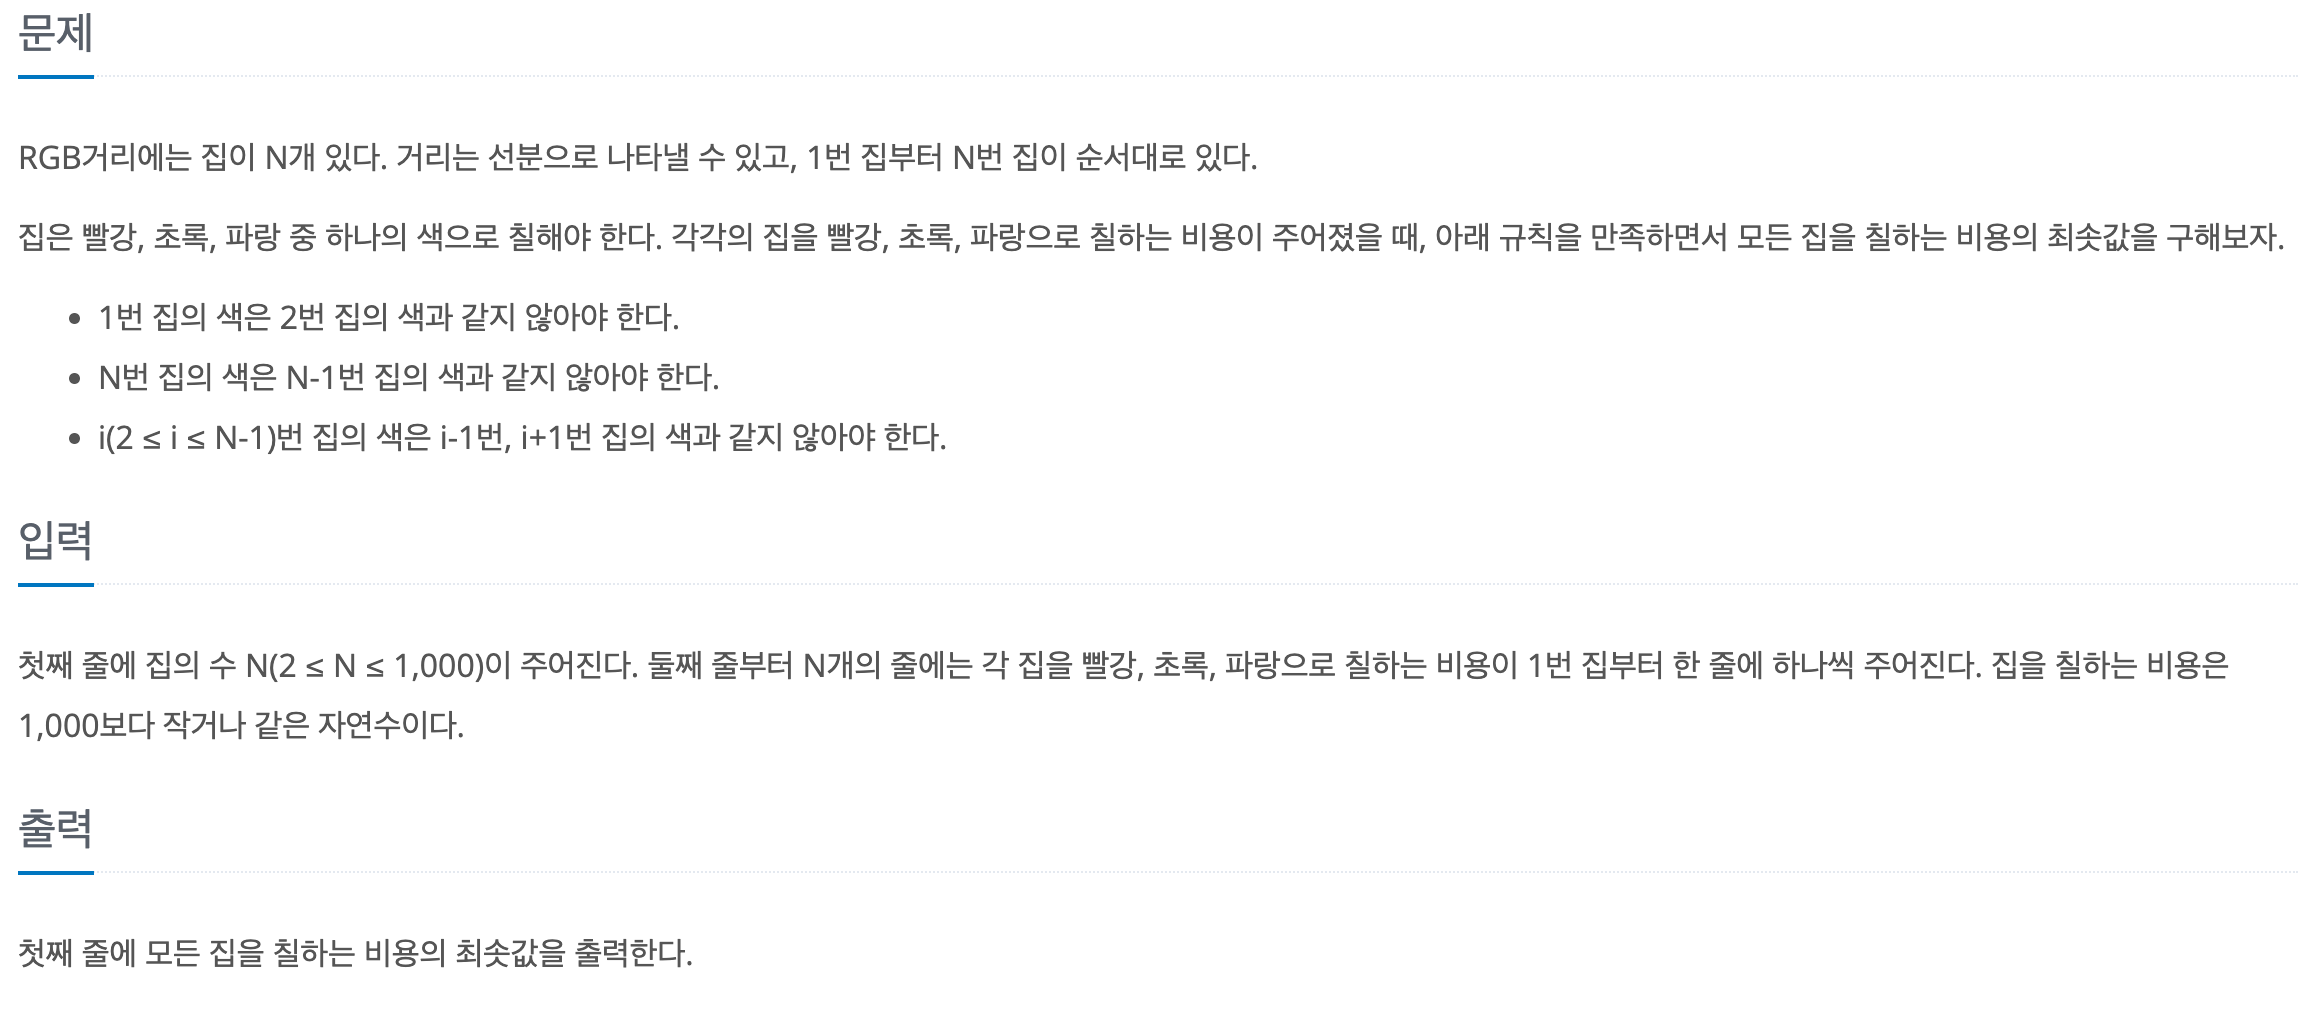 문제
RGB거리에는 집이 N개 있다. 거리는 선분으로 나타낼 수 있고, 1번 집부터 N번 집이 순서대로 있다.
집은 빨강, 초록, 파랑 중 하나의 색으로 칠해야 한다. 각각의 집을 빨강, 초록, 파랑으로 칠하는 비용이 주어졌을 때, 아래 규칙을 만족하면서 모든 집을 칠하는 비용의 최솟값을 구해보자.
• 1번 집의 색은 2번 집의 색과 같지 않아야 한다.
• N번 집의 색은 N-1번 집의 색과 같지 않아야 한다.
• i(2 ≤ i ≤ N-1)번 집의 색은 i-1번, i+1번 집의 색과 같지 않아야 한다.
입력
첫째 줄에 집의 수 N(2 ≤ N ≤ 1,000)이 주어진다. 둘째 줄부터 N개의 줄에는 각 집을 빨강, 초록, 파랑으로 칠하는 비용이 1번 집부터 한 줄에 하나씩 주어진다. 집을 칠하는 비용은
1,000보다 작거나 같은 자연수이다.
출력
첫째 줄에 모든 집을 칠하는 비용의 최솟값을 출력한다.